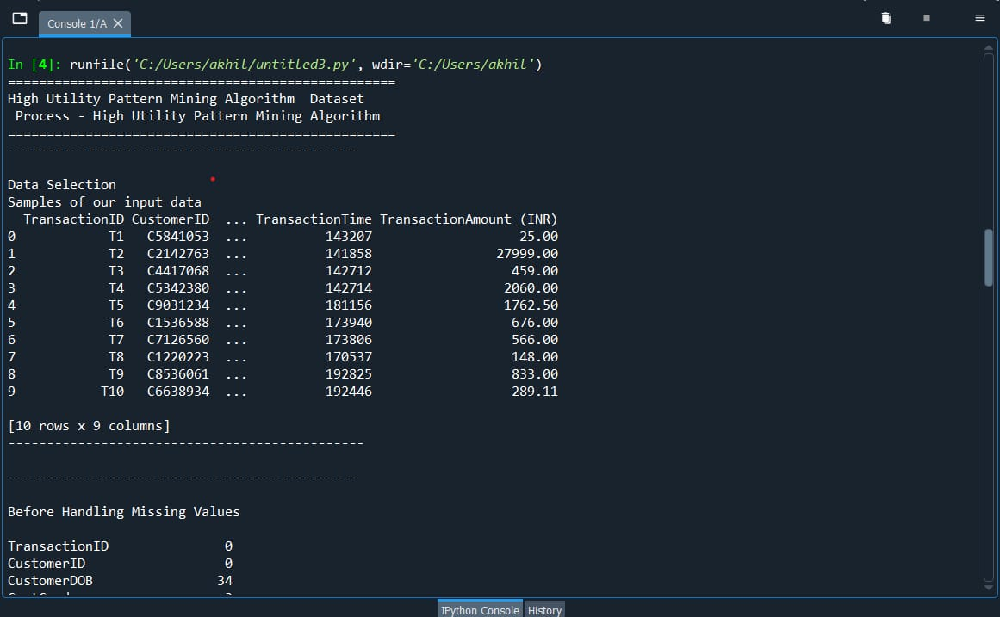 Console 1/A
In [4]: runfile('C:/Users/akhil/untitled3.py', wdir='C:/Users/akhil')
==================================================
High Utility Pattern Mining Algorithm  Dataset
 Process - High Utility Pattern Mining Algorithm
==================================================
---------------------------------------------
Data Selection
Samples of our input data
  TransactionID CustomerID  ... TransactionTime TransactionAmount (INR)
0            T1   C5841053  ...          143207                   25.00
1            T2   C2142763  ...          141858                27999.00
2            T3   C4417068  ...          142712                  459.00
3            T4   C5342380  ...          142714                 2060.00
4            T5   C9031234  ...          181156                 1762.50
5            T6   C1536588  ...          173940                  676.00
6            T7   C7126560  ...          173806                  566.00
7            T8   C1220223  ...          170537                  148.00
8            T9   C8536061  ...          192825                  833.00
9           T10   C6638934  ...          192446                  289.11
[10 rows x 9 columns]
----------------------------------------------
---------------------------------------------
Before Handling Missing Values
TransactionID               0
CustomerID                  0
CustomerDOB                34
IPython Console History